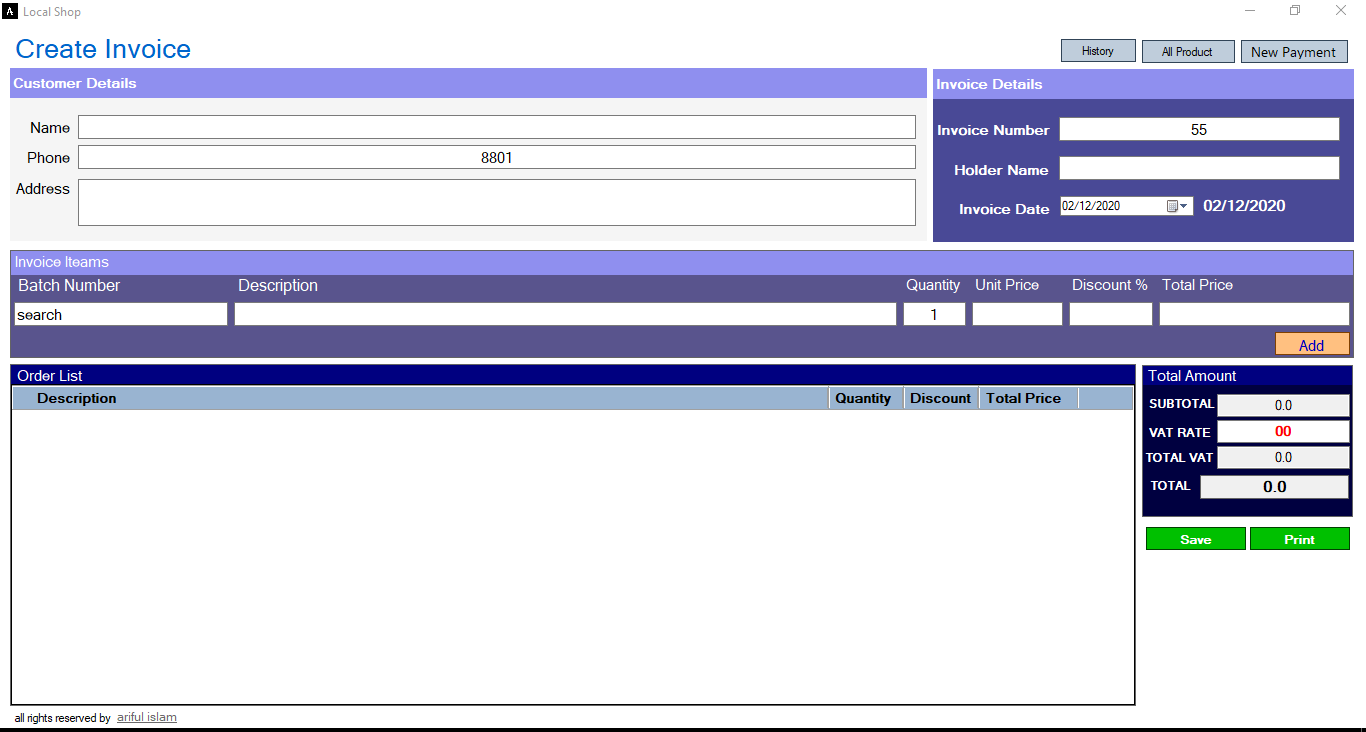 A Local Shop
Create Invoice
History All Product New Payment
Customer Details
Name
Phone 8801
Address
Invoice Details
Invoice Number 55
Holder Name
Invoice Date 02/12/2020 02/12/2020
Invoice Iteams
Batch Number Description Quantity Unit Price Discount % Total Price
search 1
Add
Order List
Description Quantity Discount Total Price
Total Amount
SUBTOTAL 0.0
VAT RATE 00
TOTAL VAT 0.0
TOTAL 0.0
Save Print
all rights reserved by ariful islam